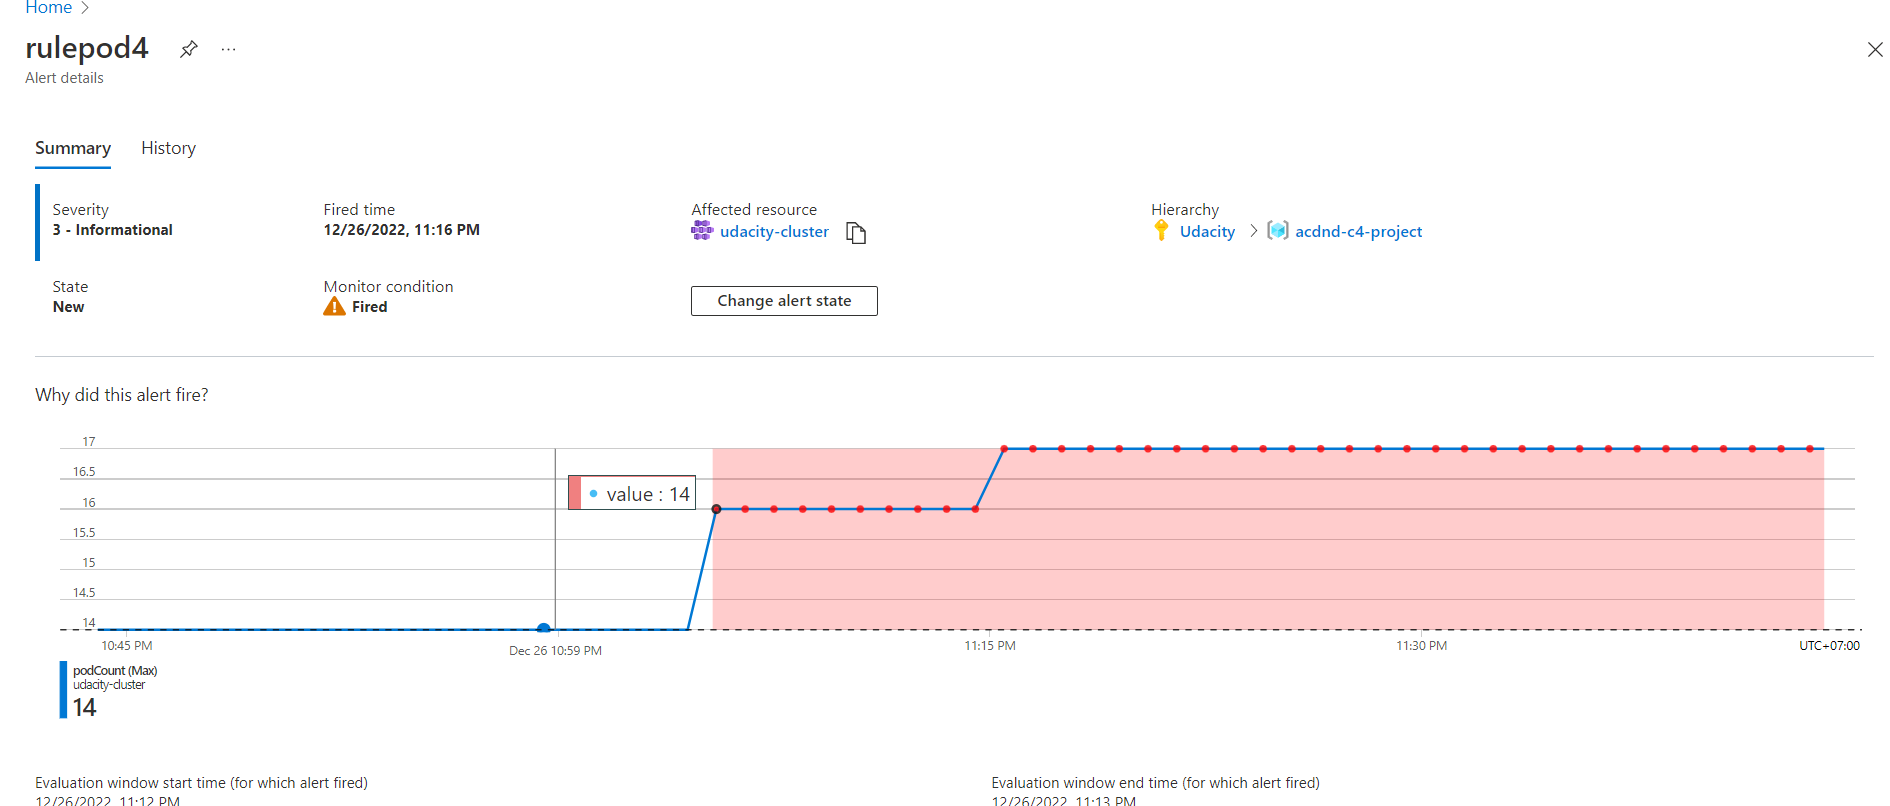 Home
rulepod4
Alert details
Summary History
Severity Fired time Affected resource Hierarchy
3 - Informational 12/26/2022, 11:16 PM udacity-cluster Udacity acdnd-c4-project
State Monitor condition
New Fired Change alert state
Why did this alert fire?
17
16.5
value : 14
16
15.5
15
14.5
14
10:45 PM Dec 26 10:59 PM 11:15 PM 11:30 PM UTC+07:00
podCount (Max)
udacity-cluster
14
Evaluation window start time (for which alert fired) Evaluation window end time (for which alert fired)
12/26/2022, 11:12 PM 12/26/2022, 11:13 PM